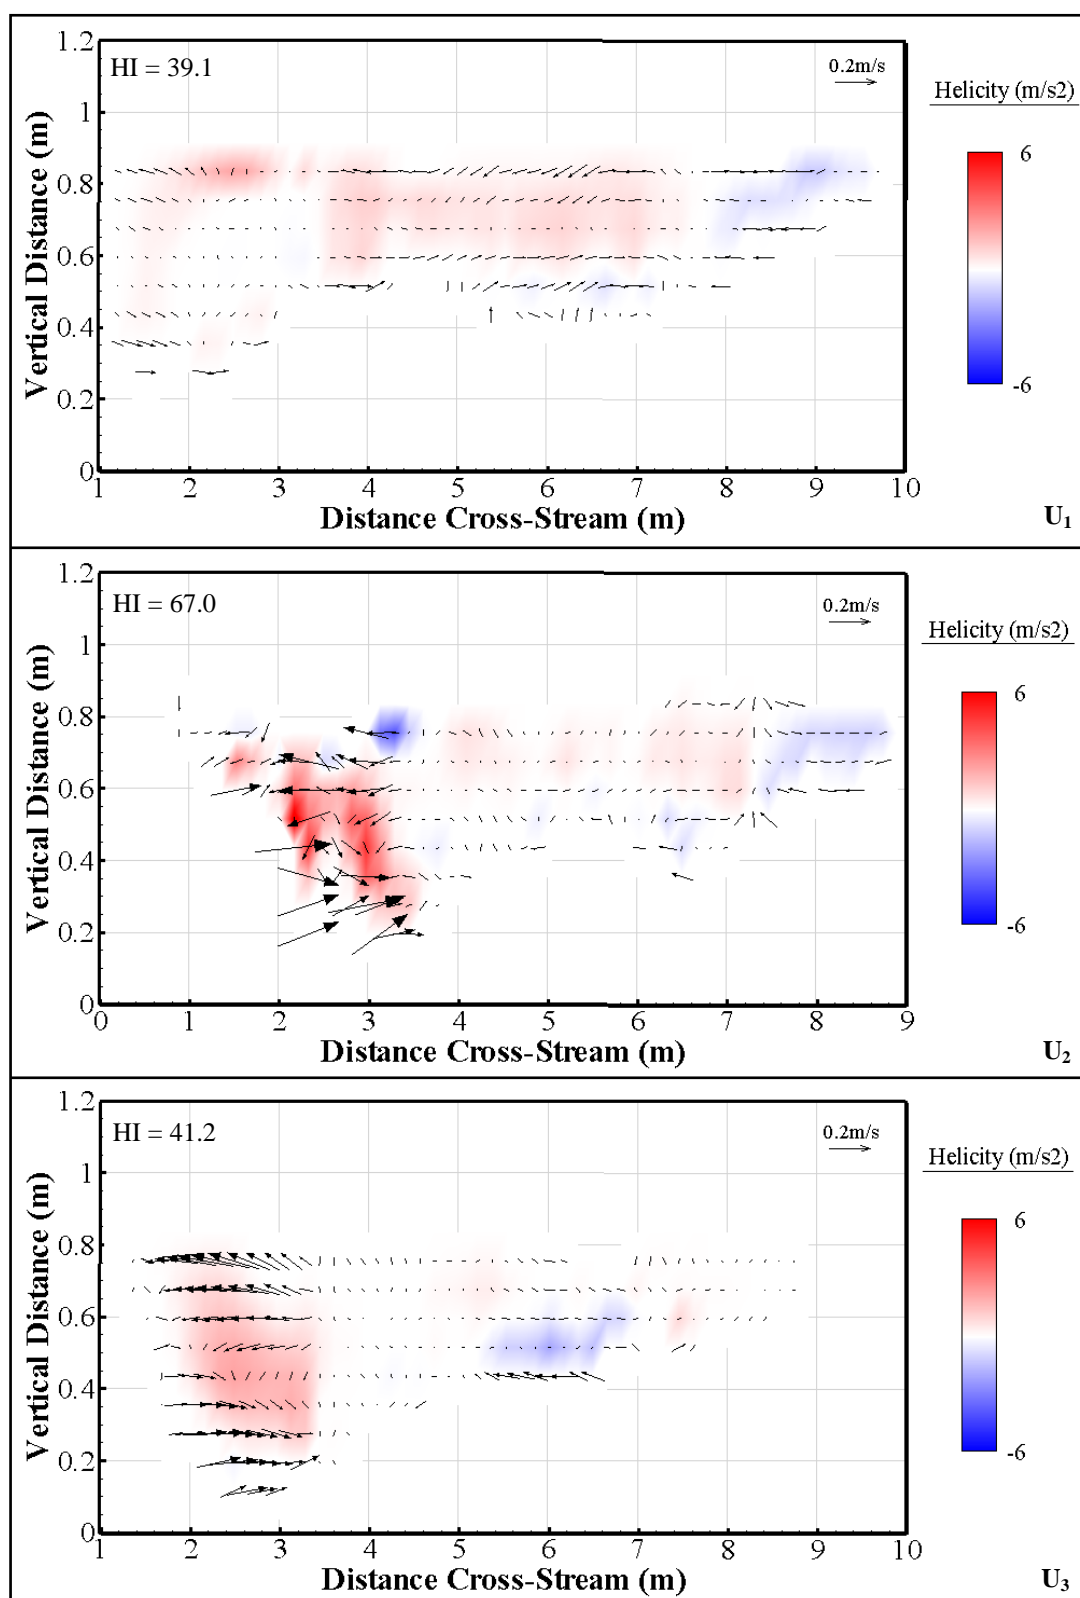 1.2
HI = 39.1
0.2m/s
Helicity (m/s2)
1
6
0.8
0.6
0.4
-6
0.2
0
Vertical Distance (m)
1 2 3 4 5 6 7 8 9 10
Distance Cross-Stream (m)
U1
1.2
HI = 67.0
0.2m/s
Helicity (m/s2)
1
6
0.8
0.6
0.4
-6
0.2
0
Vertical Distance (m)
0 1 2 3 4 5 6 7 8 9
Distance Cross-Stream (m)
U2
1.2
HI = 41.2
0.2m/s
Helicity (m/s2)
1
6
0.8
0.6
0.4
-6
0.2
0
Vertical Distance (m)
1 2 3 4 5 6 7 8 9 10
Distance Cross-Stream (m)
U3